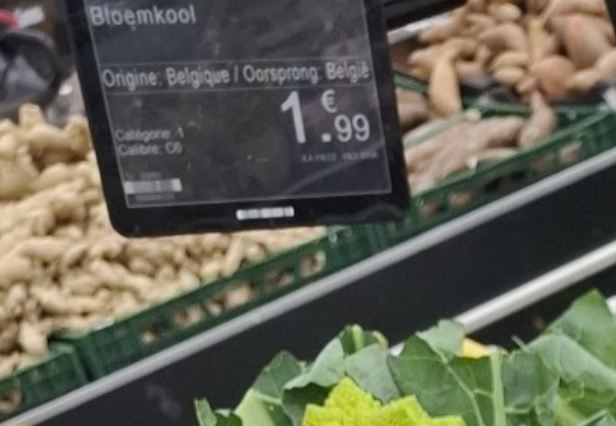 Bloemkool
Origine: Belgique / Oorsprong: België
1€.99
Catégorie: 1
Calibre: C6